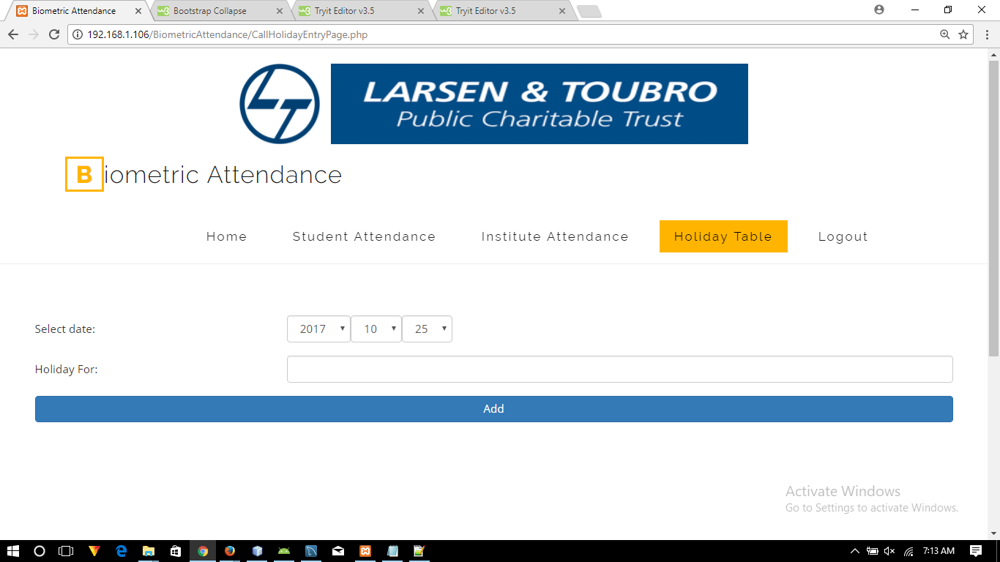 Biometric Attendance
Bootstrap Collapse
Tryit Editor v3.5
Tryit Editor v3.5
192.168.1.106/BiometricAttendance/CallHolidayEntryPage.php
LT
LARSEN & TOUBRO
Public Charitable Trust
Biometric Attendance
Home Student Attendance Institute Attendance Holiday Table Logout
Select date: 2017 10 25
Holiday For:
Add
Activate Windows
Go to Settings to activate Windows.
7:13 AM